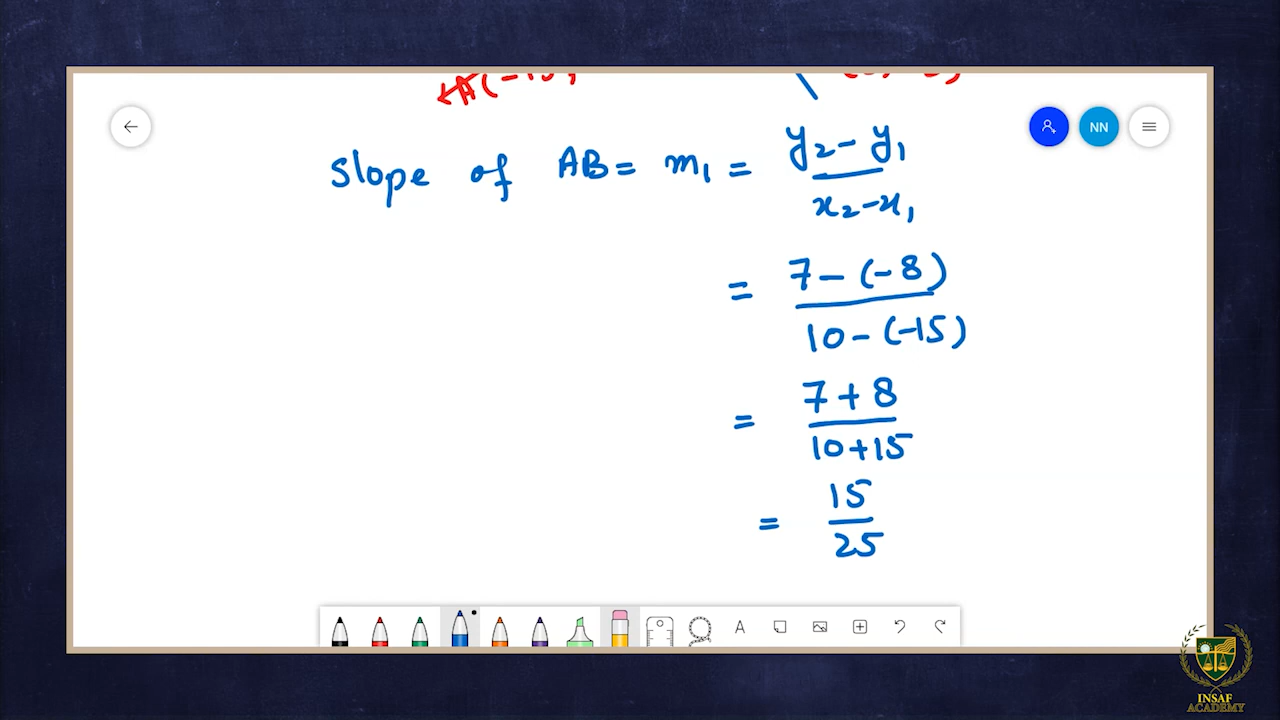 A(-15,
NN
Slope of AB = m₁ = y₂ - y₁ / x₂ - x₁
= 7 - (-8) / 10 - (-15)
= 7 + 8 / 10 + 15
= 15 / 25
A
INSAF
ACADEMY